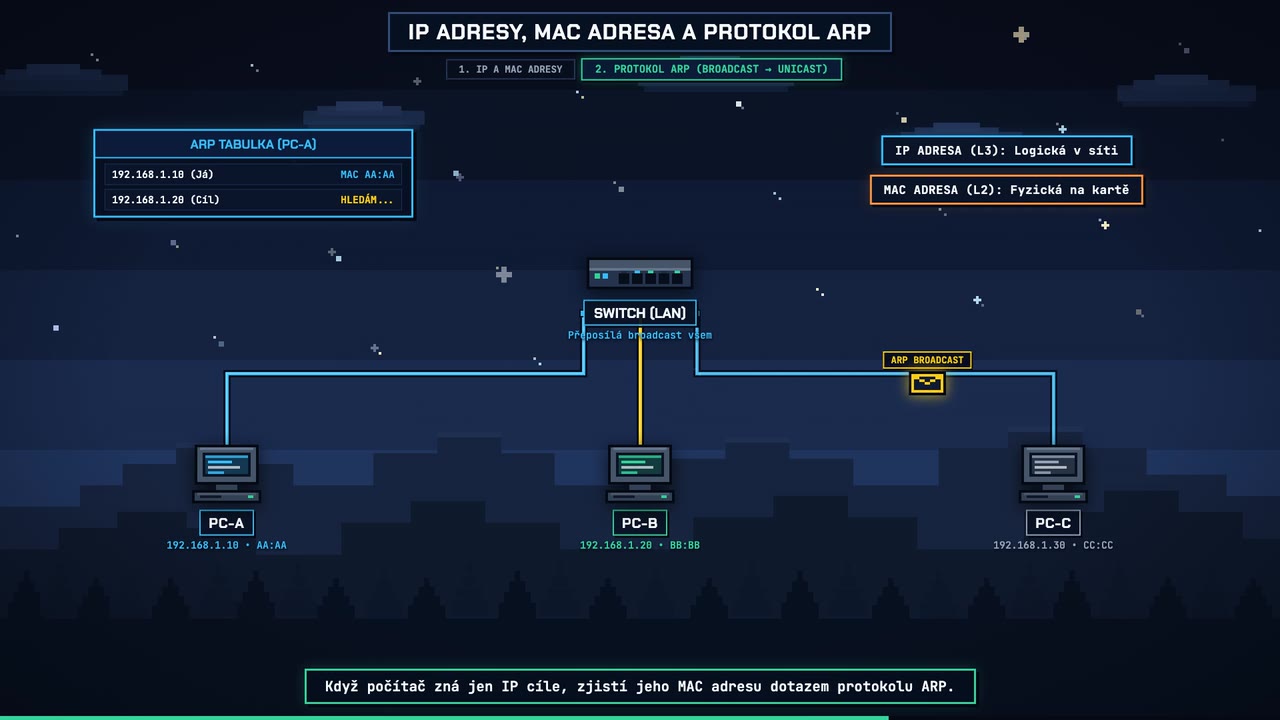 IP ADRESY, MAC ADRESA A PROTOKOL ARP
1. IP A MAC ADRESY
2. PROTOKOL ARP (BROADCAST → UNICAST)
ARP TABULKA (PC-A)
192.168.1.10 (Já) MAC AA:AA
192.168.1.20 (Cíl) HLEDÁM...
IP ADRESA (L3): Logická v síti
MAC ADRESA (L2): Fyzická na kartě
SWITCH (LAN)
Přeposílá broadcast všem
ARP BROADCAST
PC-A
192.168.1.10 • AA:AA
PC-B
192.168.1.20 • BB:BB
PC-C
192.168.1.30 • CC:CC
Když počítač zná jen IP cíle, zjistí jeho MAC adresu dotazem protokolu ARP.